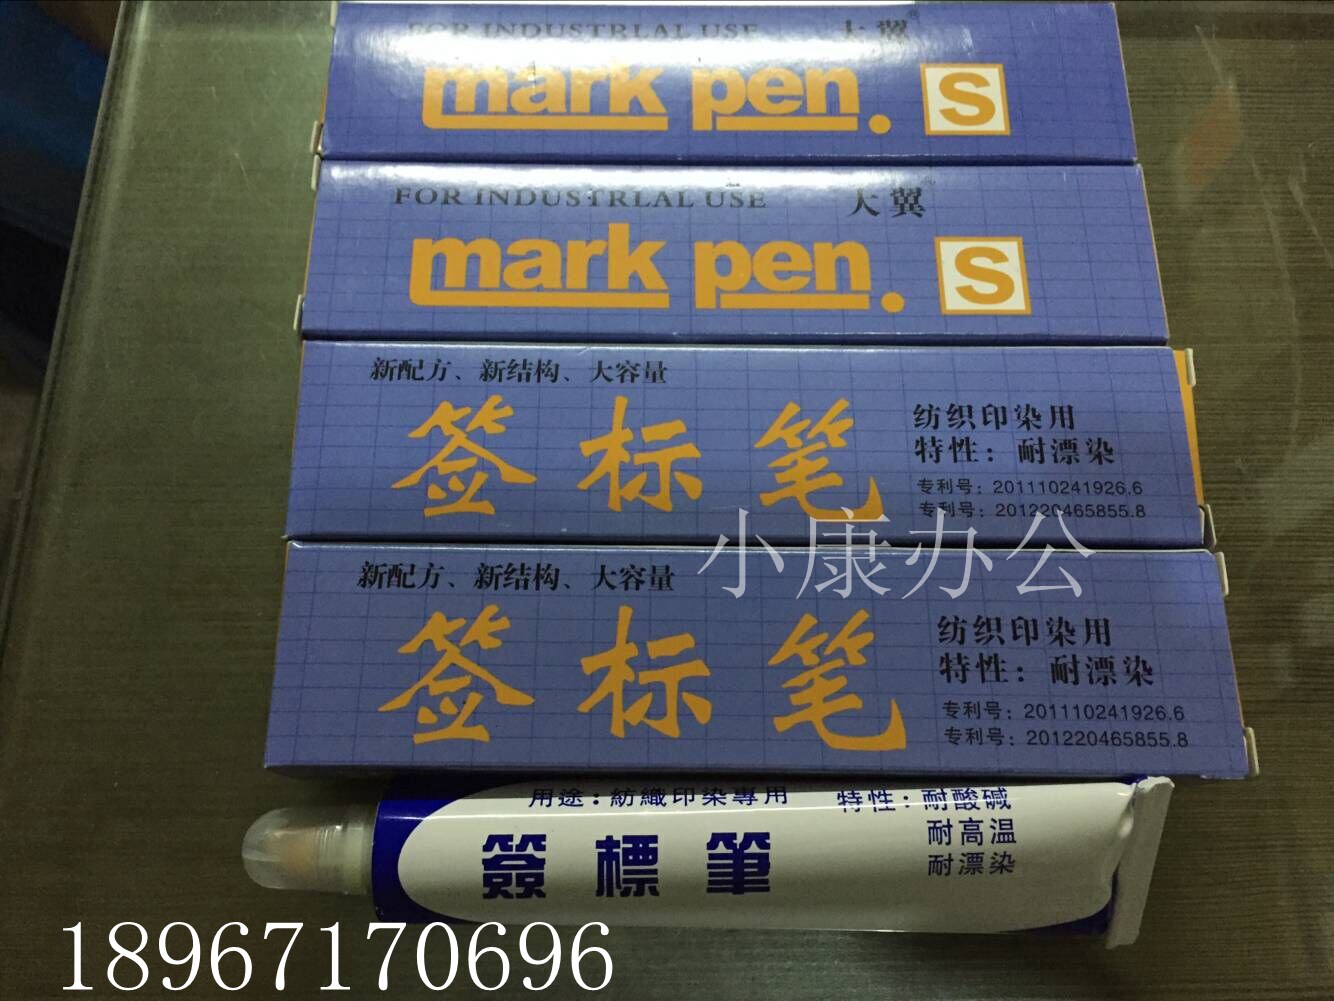 FOR INDUSTRLAL USE 大翼
mark pen. S
FOR INDUSTRLAL USE 大翼
mark pen. S
新配方、新结构、大容量
签标笔
纺织印染用
特性：耐漂染
专利号：201110241926.6
专利号：201220465855.8
小康办公
新配方、新结构、大容量
签标笔
纺织印染用
特性：耐漂染
专利号：201110241926.6
专利号：201220465855.8
用途：紡織印染專用
簽標筆
特性：耐酸碱
耐高温
耐漂染
18967170696